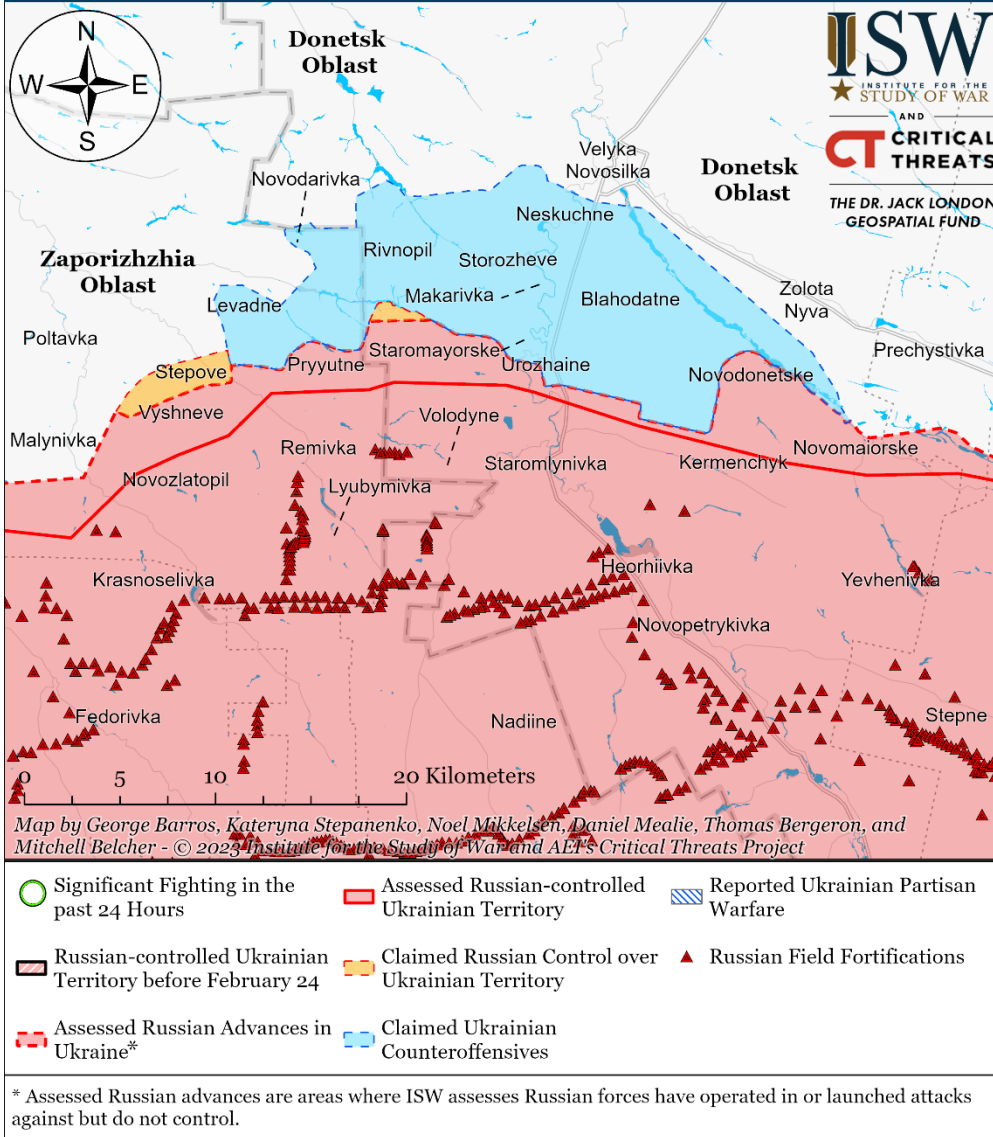 N
W
E
S
Donetsk
Oblast
ISW
INSTITUTE FOR THE
STUDY OF WAR
AND
CT CRITICAL
THREATS
THE DR. JACK LONDON
GEOSPATIAL FUND
Velyka
Novosilka
Donetsk
Oblast
Novodarivka
Neskuchne
Rivnopil
Storozheve
Zaporizhzhia
Oblast
Makarivka
Blahodatne
Zolota
Nyva
Levadne
Poltavka
Staromayorske
Prechystivka
Stepove
Pryyutne
Urozhaine
Novodonetske
Vyshneve
Volodyne
Malynivka
Remivka
Novomaiorske
Staromlynivka
Kermenchyk
Novozlatopil
Lyubymivka
Krasnoselivka
Heorhiivka
Yevhenivka
Novopetrykivka
Fedorivka
Nadiine
Stepne
0 5 10 20 Kilometers
Map by George Barros, Kateryna Stepanenko, Noel Mikkelsen, Daniel Mealie, Thomas Bergeron, and
Mitchell Belcher - © 2023 Institute for the Study of War and AEI's Critical Threats Project
Significant Fighting in the
past 24 Hours
Assessed Russian-controlled
Ukrainian Territory
Reported Ukrainian Partisan
Warfare
Russian-controlled Ukrainian
Territory before February 24
Claimed Russian Control over
Ukrainian Territory
Russian Field Fortifications
Assessed Russian Advances in
Ukraine*
Claimed Ukrainian
Counteroffensives
* Assessed Russian advances are areas where ISW assesses Russian forces have operated in or launched attacks
against but do not control.